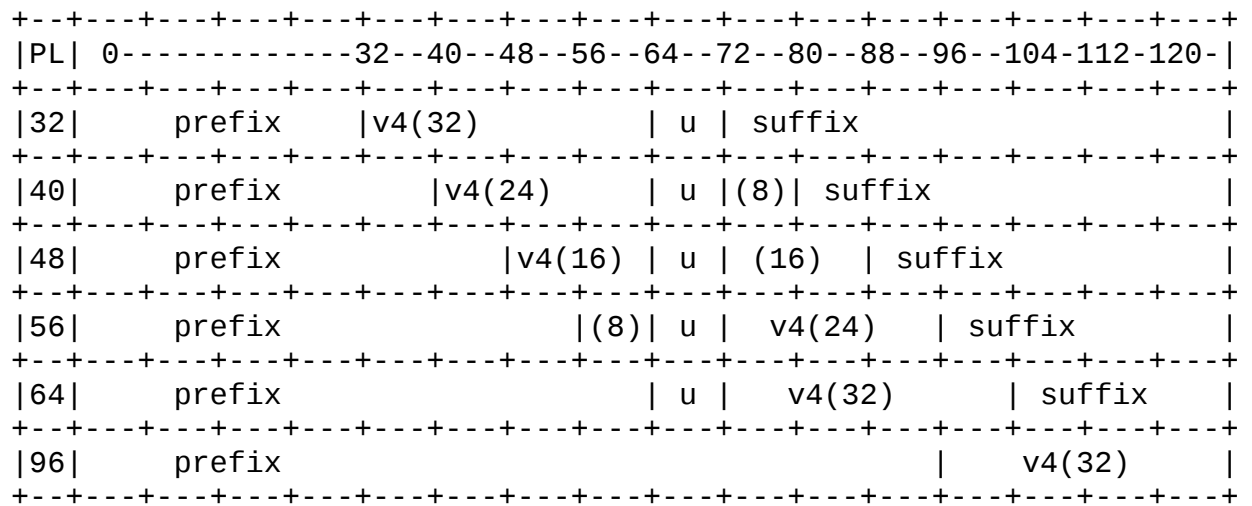 +--+---+---+---+---+---+---+---+---+---+---+---+---+---+---+---+---+
|PL| 0-------------32--40--48--56--64--72--80--88--96--104-112-120-|
+--+---+---+---+---+---+---+---+---+---+---+---+---+---+---+---+---+
|32|     prefix    |v4(32)         | u | suffix                    |
+--+---+---+---+---+---+---+---+---+---+---+---+---+---+---+---+---+
|40|     prefix        |v4(24)     | u |(8)| suffix                |
+--+---+---+---+---+---+---+---+---+---+---+---+---+---+---+---+---+
|48|     prefix            |v4(16) | u | (16)  | suffix            |
+--+---+---+---+---+---+---+---+---+---+---+---+---+---+---+---+---+
|56|     prefix                |(8)| u |  v4(24)   | suffix        |
+--+---+---+---+---+---+---+---+---+---+---+---+---+---+---+---+---+
|64|     prefix                    | u |   v4(32)      | suffix    |
+--+---+---+---+---+---+---+---+---+---+---+---+---+---+---+---+---+
|96|     prefix                                    |    v4(32)     |
+--+---+---+---+---+---+---+---+---+---+---+---+---+---+---+---+---+